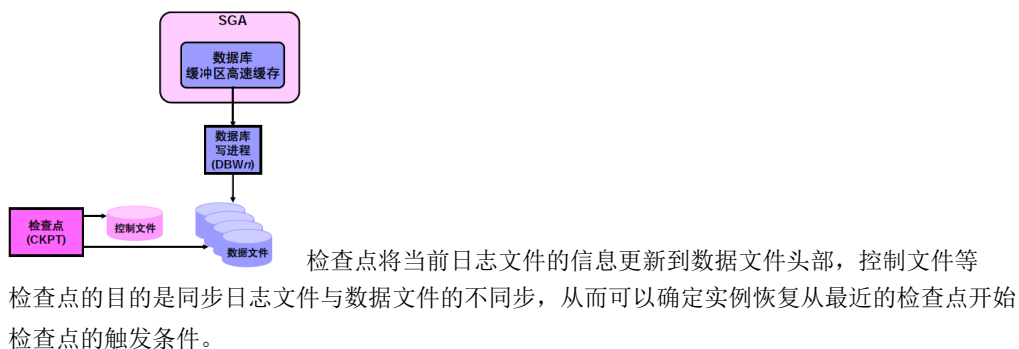 SGA
数据库
缓冲区高速缓存
数据库
写进程
(DBWn)
检查点
(CKPT)
控制文件
数据文件
检查点将当前日志文件的信息更新到数据文件头部，控制文件等
检查点的目的是同步日志文件与数据文件的不同步，从而可以确定实例恢复从最近的检查点开始
检查点的触发条件。